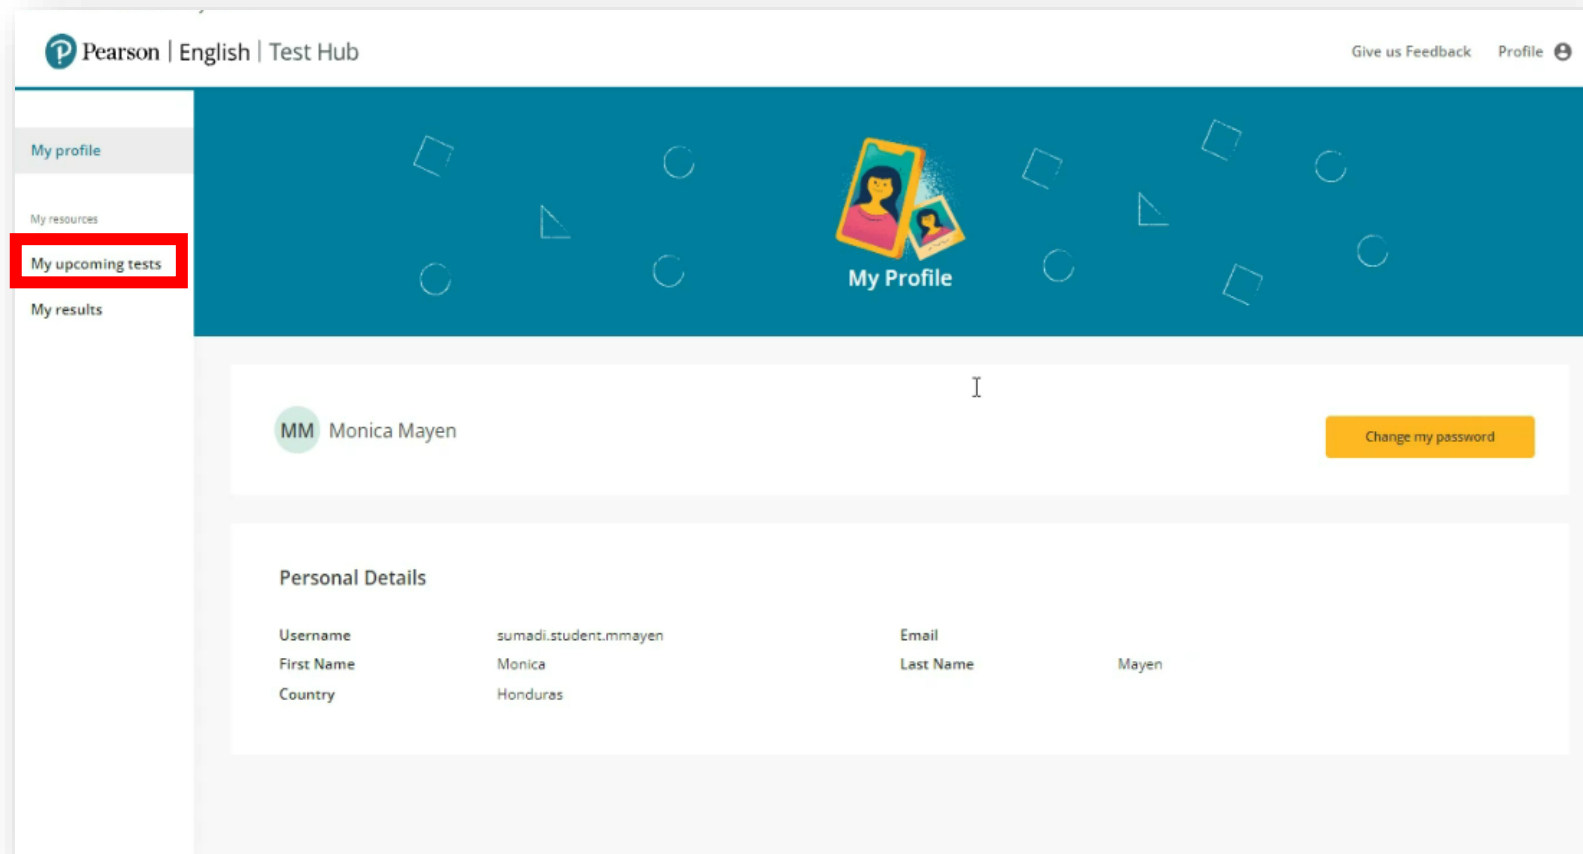 Pearson | English | Test Hub
Give us Feedback
Profile
My profile
My resources
My upcoming tests
My results
My Profile
MM Monica Mayen
Change my password
Personal Details
Username sumadi.student.mmayen Email
First Name Monica Last Name Mayen
Country Honduras